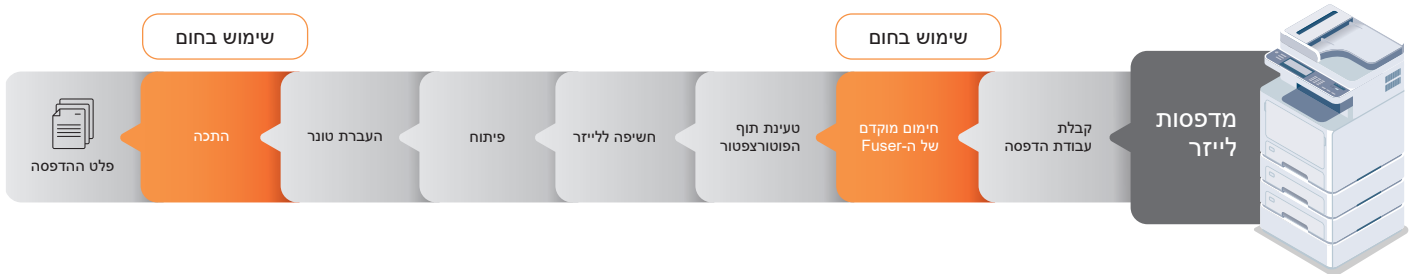 מדפסות
לייזר
קבלת
עבודת הדפסה
שימוש בחום
חימום מוקדם
של ה-Fuser
טעינת תוף
הפוטורצפטור
חשיפה ללייזר
פיתוח
העברת טונר
שימוש בחום
התכה
פלט ההדפסה